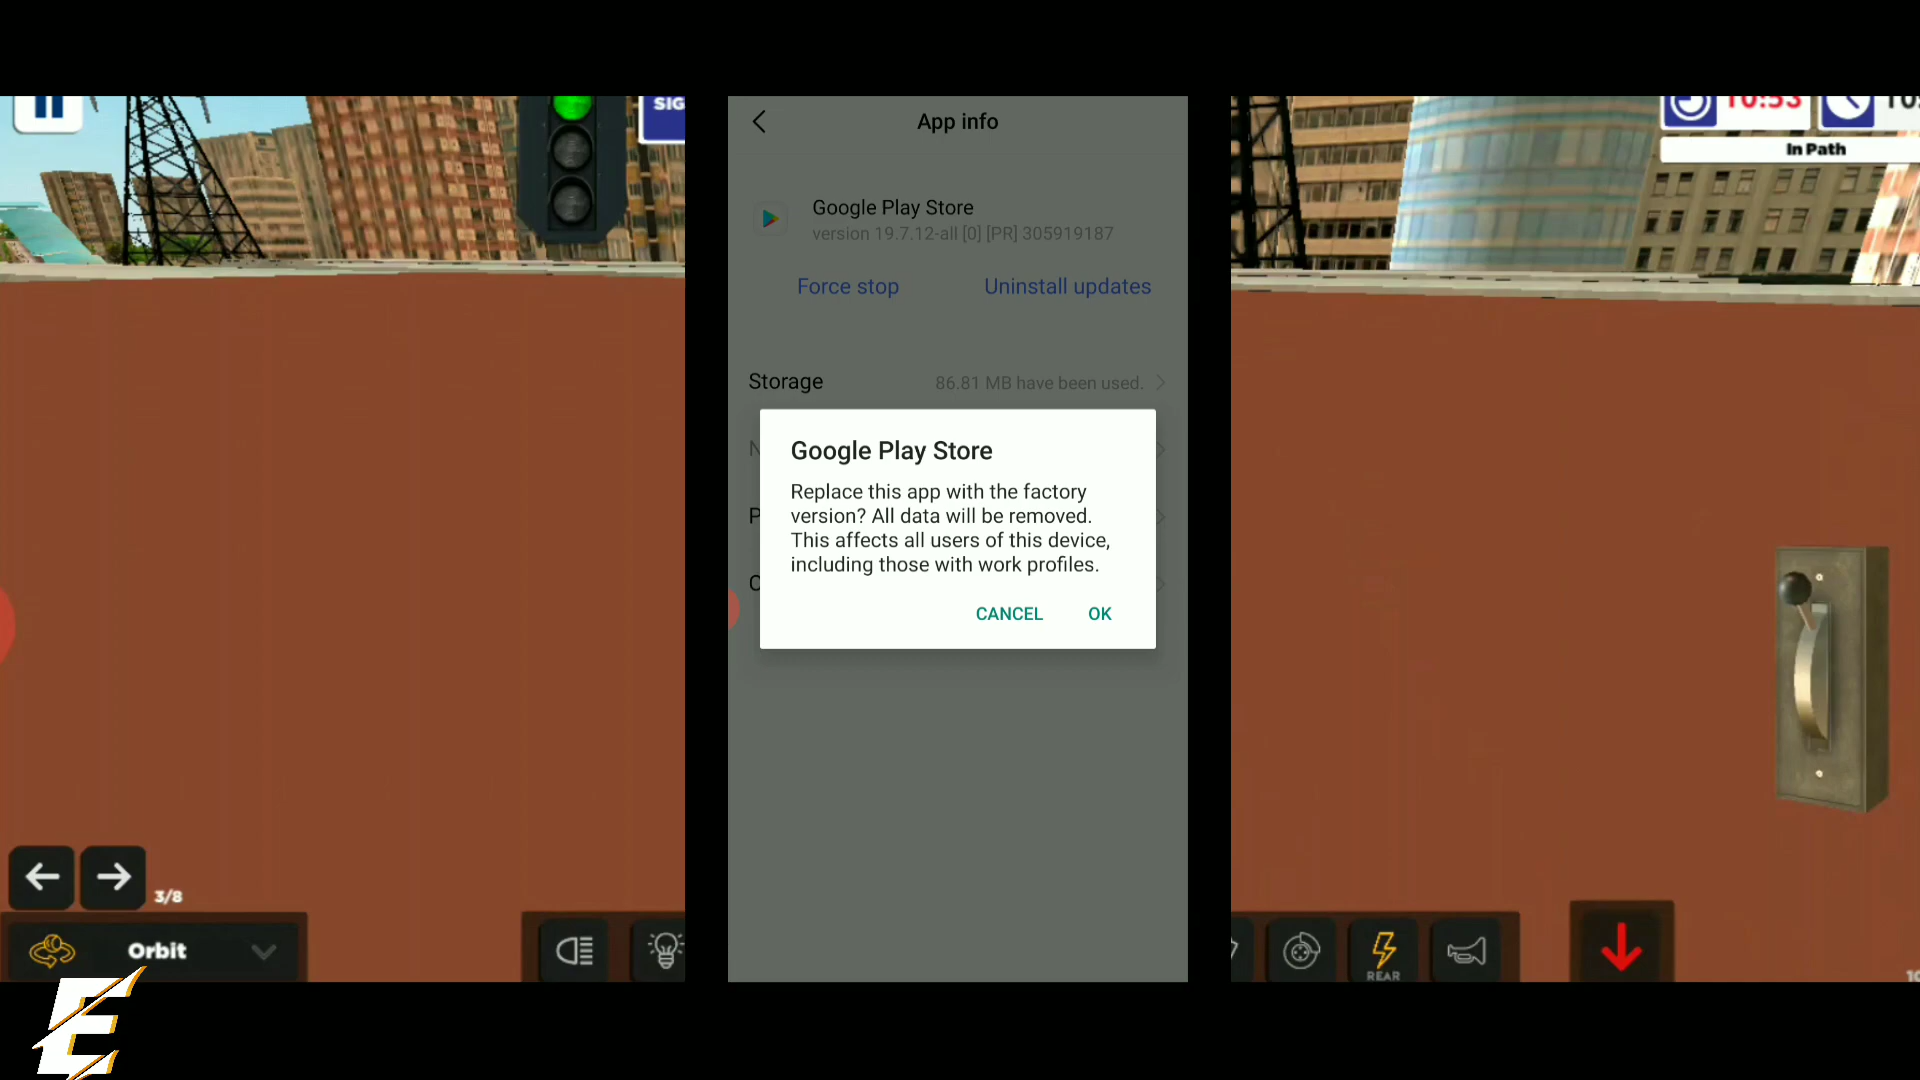 SIG
App info
10:53
In Path
Google Play Store
version 19.7.12-all [0] [PR] 305919187
Force stop
Uninstall updates
Storage
86.81 MB have been used.
Google Play Store
Replace this app with the factory
version? All data will be removed.
This affects all users of this device,
including those with work profiles.
CANCEL
OK
3/8
Orbit
REAR
E